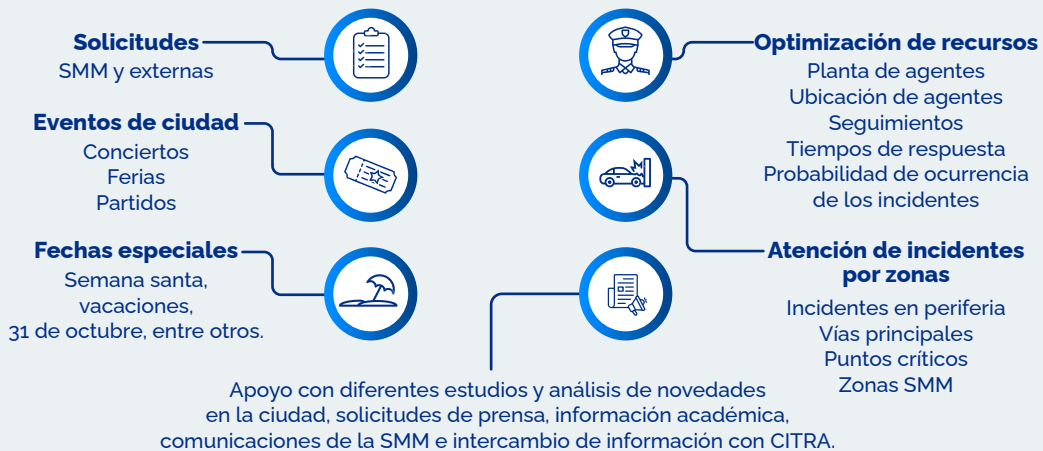 Solicitudes
SMM y externas
Eventos de ciudad
Conciertos
Ferias
Partidos
Fechas especiales
Semana santa,
vacaciones,
31 de octubre, entre otros.
Optimización de recursos
Planta de agentes
Ubicación de agentes
Seguimientos
Tiempos de respuesta
Probabilidad de ocurrencia
de los incidentes
Atención de incidentes
por zonas
Incidentes en periferia
Vías principales
Puntos críticos
Zonas SMM
Apoyo con diferentes estudios y análisis de novedades
en la ciudad, solicitudes de prensa, información académica,
comunicaciones de la SMM e intercambio de información con CITRA.